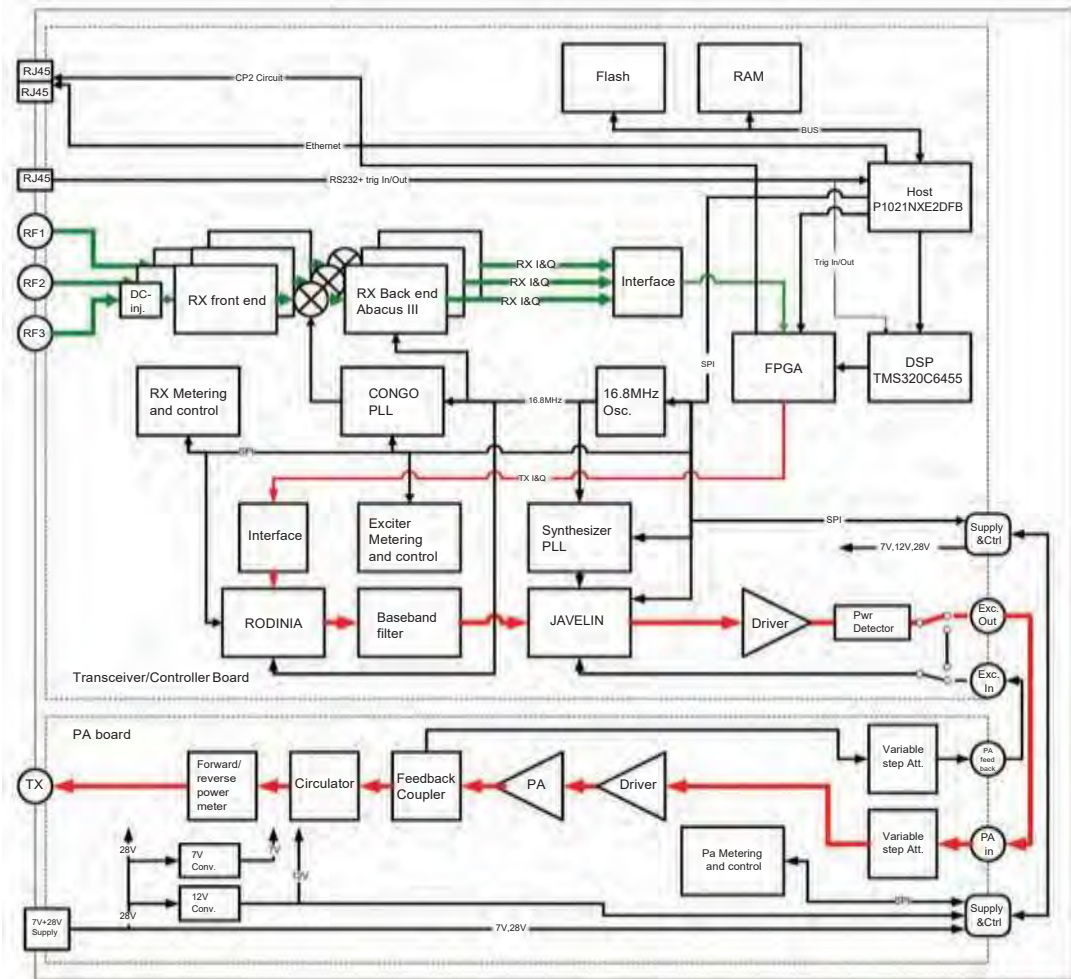 RJ45
RJ45
CP2 Circuit
Flash
RAM
BUS
Ethernet
RJ45
RS232+ trig In/Out
Host
P1021NXE2DFB
RF1
RF2
RF3
DC-
inj.
RX front end
RX Back end
Abacus III
RX I&Q
RX I&Q
RX I&Q
Interface
Trig In/Out
SPI
FPGA
DSP
TMS320C6455
RX Metering
and control
CONGO
PLL
16.8MHz
16.8MHz
Osc.
SPI
TX I&Q
Interface
Exciter
Metering
and control
Synthesizer
PLL
SPI
Supply
&Ctrl
7V,12V,28V
RODINIA
Baseband
filter
JAVELIN
Driver
Pwr
Detector
Exc.
Out
Exc.
In
Transceiver/Controller Board
PA board
TX
Forward/
reverse
power
meter
Circulator
Feedback
Coupler
PA
Driver
Variable
step Att.
PA
feed
back
Variable
step Att.
PA
in
28V
7V
Conv.
7V
12V
Pa Metering
and control
12V
Conv.
28V
SPI
Supply
&Ctrl
7V+28V
Supply
7V,28V